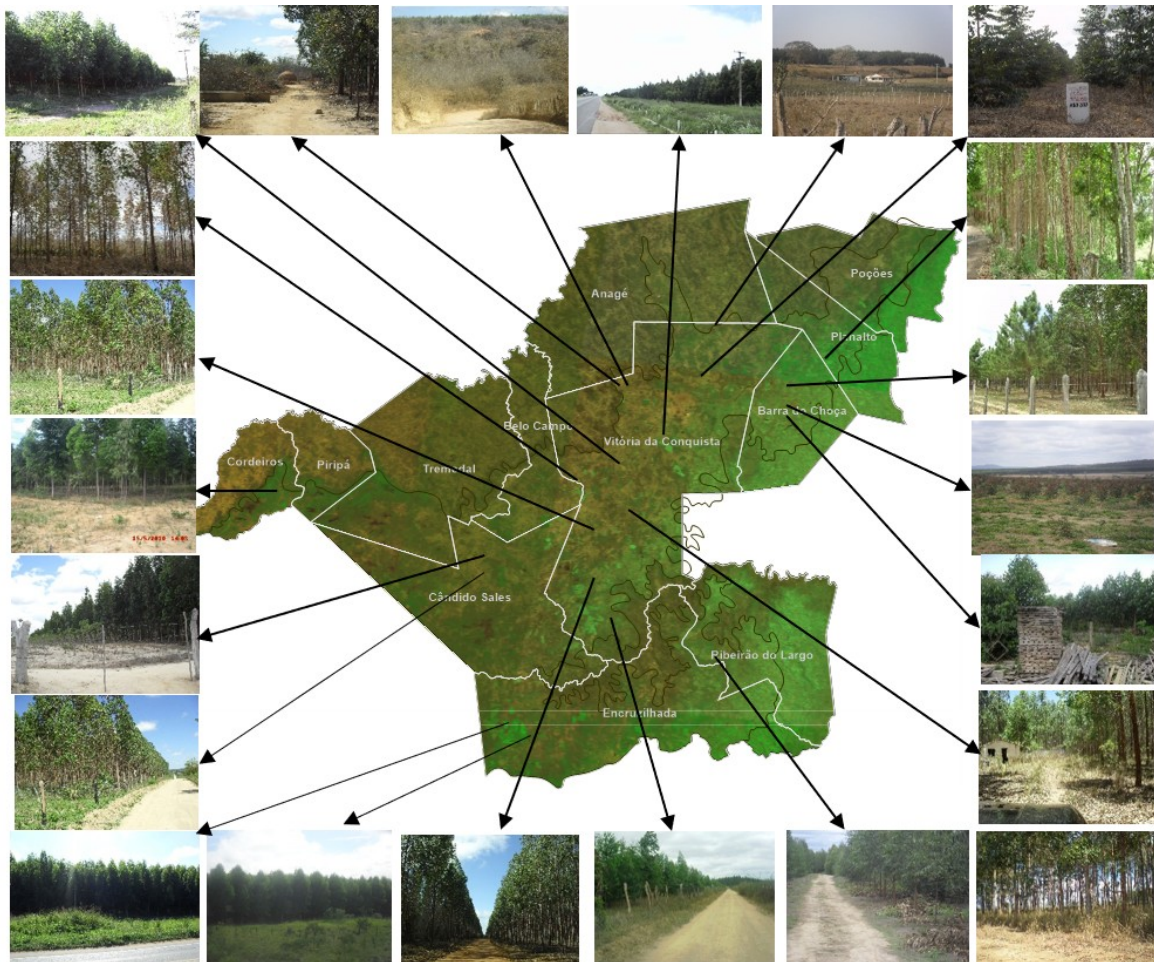 Poções
Anagé
Planalto
Barra do Choça
Belo Campo
Vitória da Conquista
Cordeiros
Piripá
Tremedal
Cândido Sales
Ribeirão do Largo
Encruzilhada